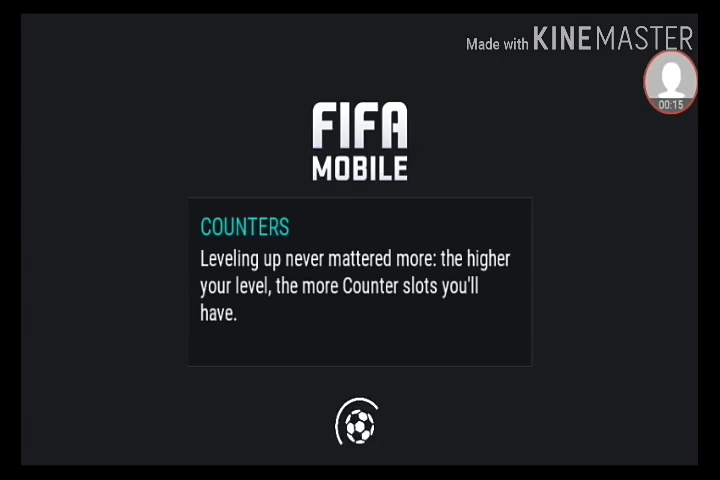 Made with KINEMASTER
00:15
FIFA
MOBILE
COUNTERS
Leveling up never mattered more: the higher
your level, the more Counter slots you'll
have.